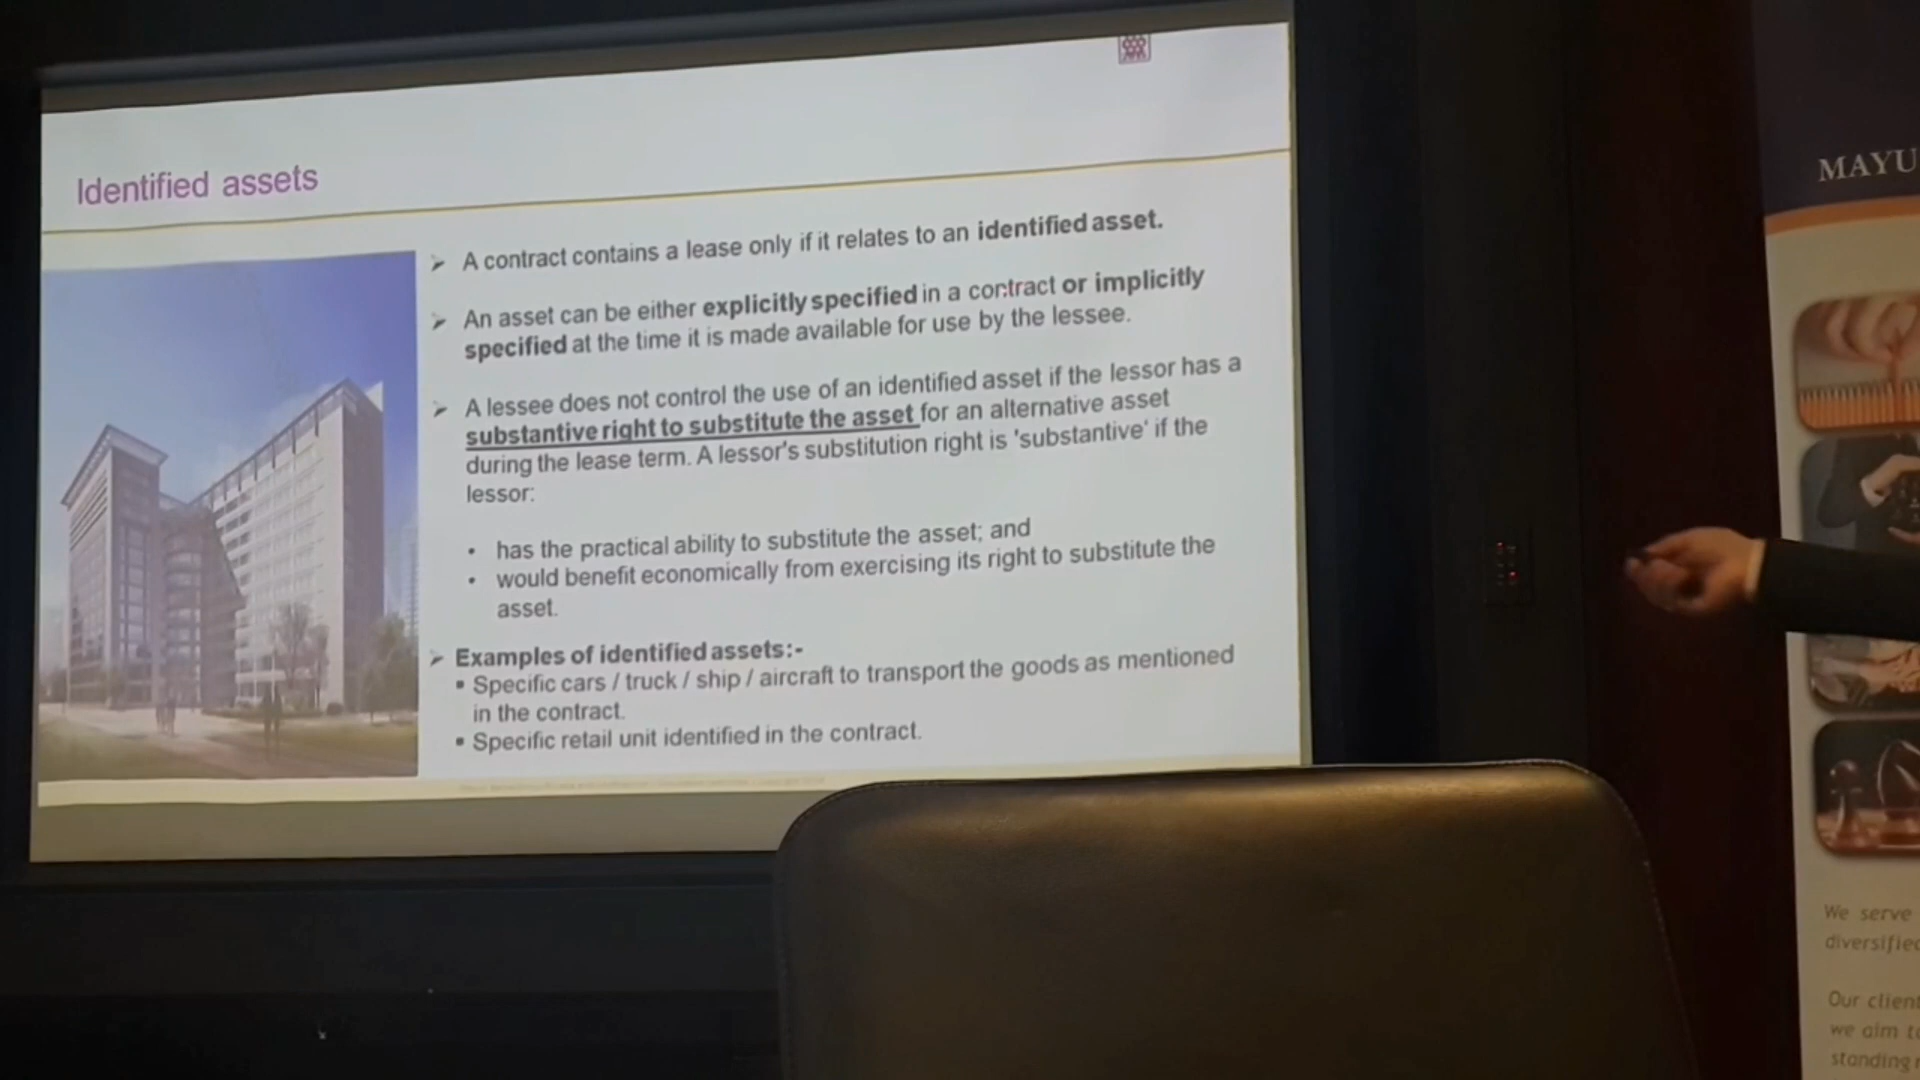 Identified assets
➢ A contract contains a lease only if it relates to an identified asset.
➢ An asset can be either explicitly specified in a contract or implicitly
specified at the time it is made available for use by the lessee.
➢ A lessee does not control the use of an identified asset if the lessor has a
substantive right to substitute the asset for an alternative asset
during the lease term. A lessor's substitution right is 'substantive' if the
lessor:
• has the practical ability to substitute the asset; and
• would benefit economically from exercising its right to substitute the
asset.
➢ Examples of identified assets:-
▪ Specific cars / truck / ship / aircraft to transport the goods as mentioned
in the contract.
▪ Specific retail unit identified in the contract.
MAYU
We serve
diversified
Our client
we aim to
standing